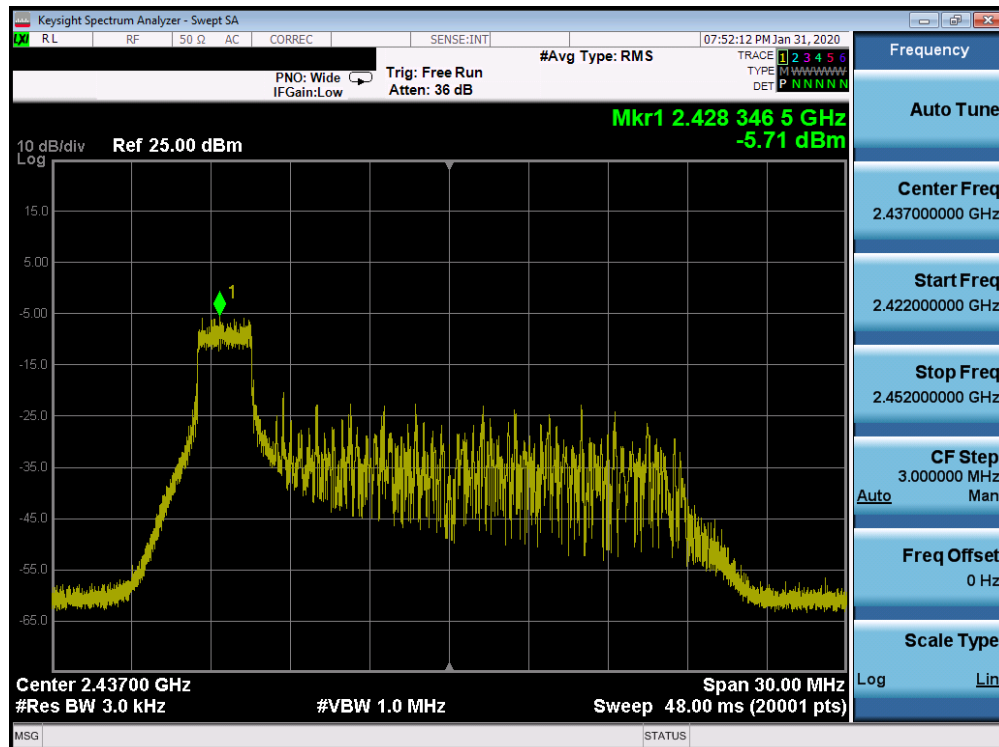 Keysight Spectrum Analyzer - Swept SA
LXI RL RF 50 Ω AC CORREC SENSE:INT 07:52:12 PM Jan 31, 2020
#Avg Type: RMS
TRACE 1 2 3 4 5 6
TYPE M WWWWW
DET P N N N N N
PNO: Wide
IFGain:Low
Trig: Free Run
Atten: 36 dB
Mkr1 2.428 346 5 GHz
-5.71 dBm
10 dB/div
Log
Ref 25.00 dBm
15.0
5.00
-5.00
-15.0
-25.0
-35.0
-45.0
-55.0
-65.0
1
Center 2.43700 GHz
Span 30.00 MHz
#Res BW 3.0 kHz
#VBW 1.0 MHz
Sweep 48.00 ms (20001 pts)
MSG
STATUS
Frequency
Auto Tune
Center Freq
2.437000000 GHz
Start Freq
2.422000000 GHz
Stop Freq
2.452000000 GHz
CF Step
3.000000 MHz
Auto Man
Freq Offset
0 Hz
Scale Type
Log Lin